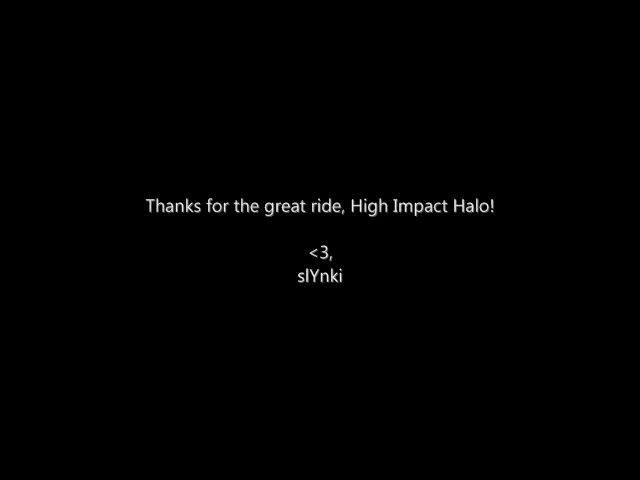 Thanks for the great ride, High Impact Halo!
<3,
slYnki